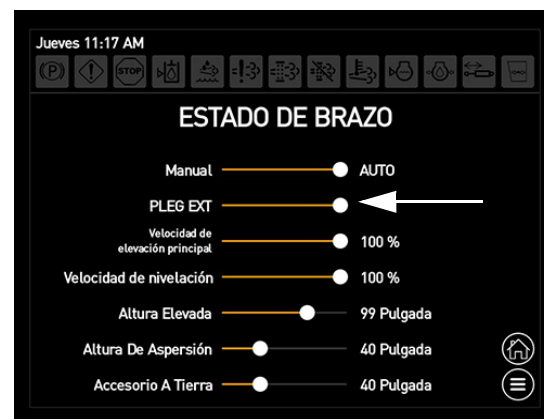 Jueves 11:17 AM
(P) STOP
ESTADO DE BRAZO
Manual AUTO
PLEG EXT
Velocidad de
elevación principal 100 %
Velocidad de nivelación 100 %
Altura Elevada 99 Pulgada
Altura De Aspersión 40 Pulgada
Accesorio A Tierra 40 Pulgada